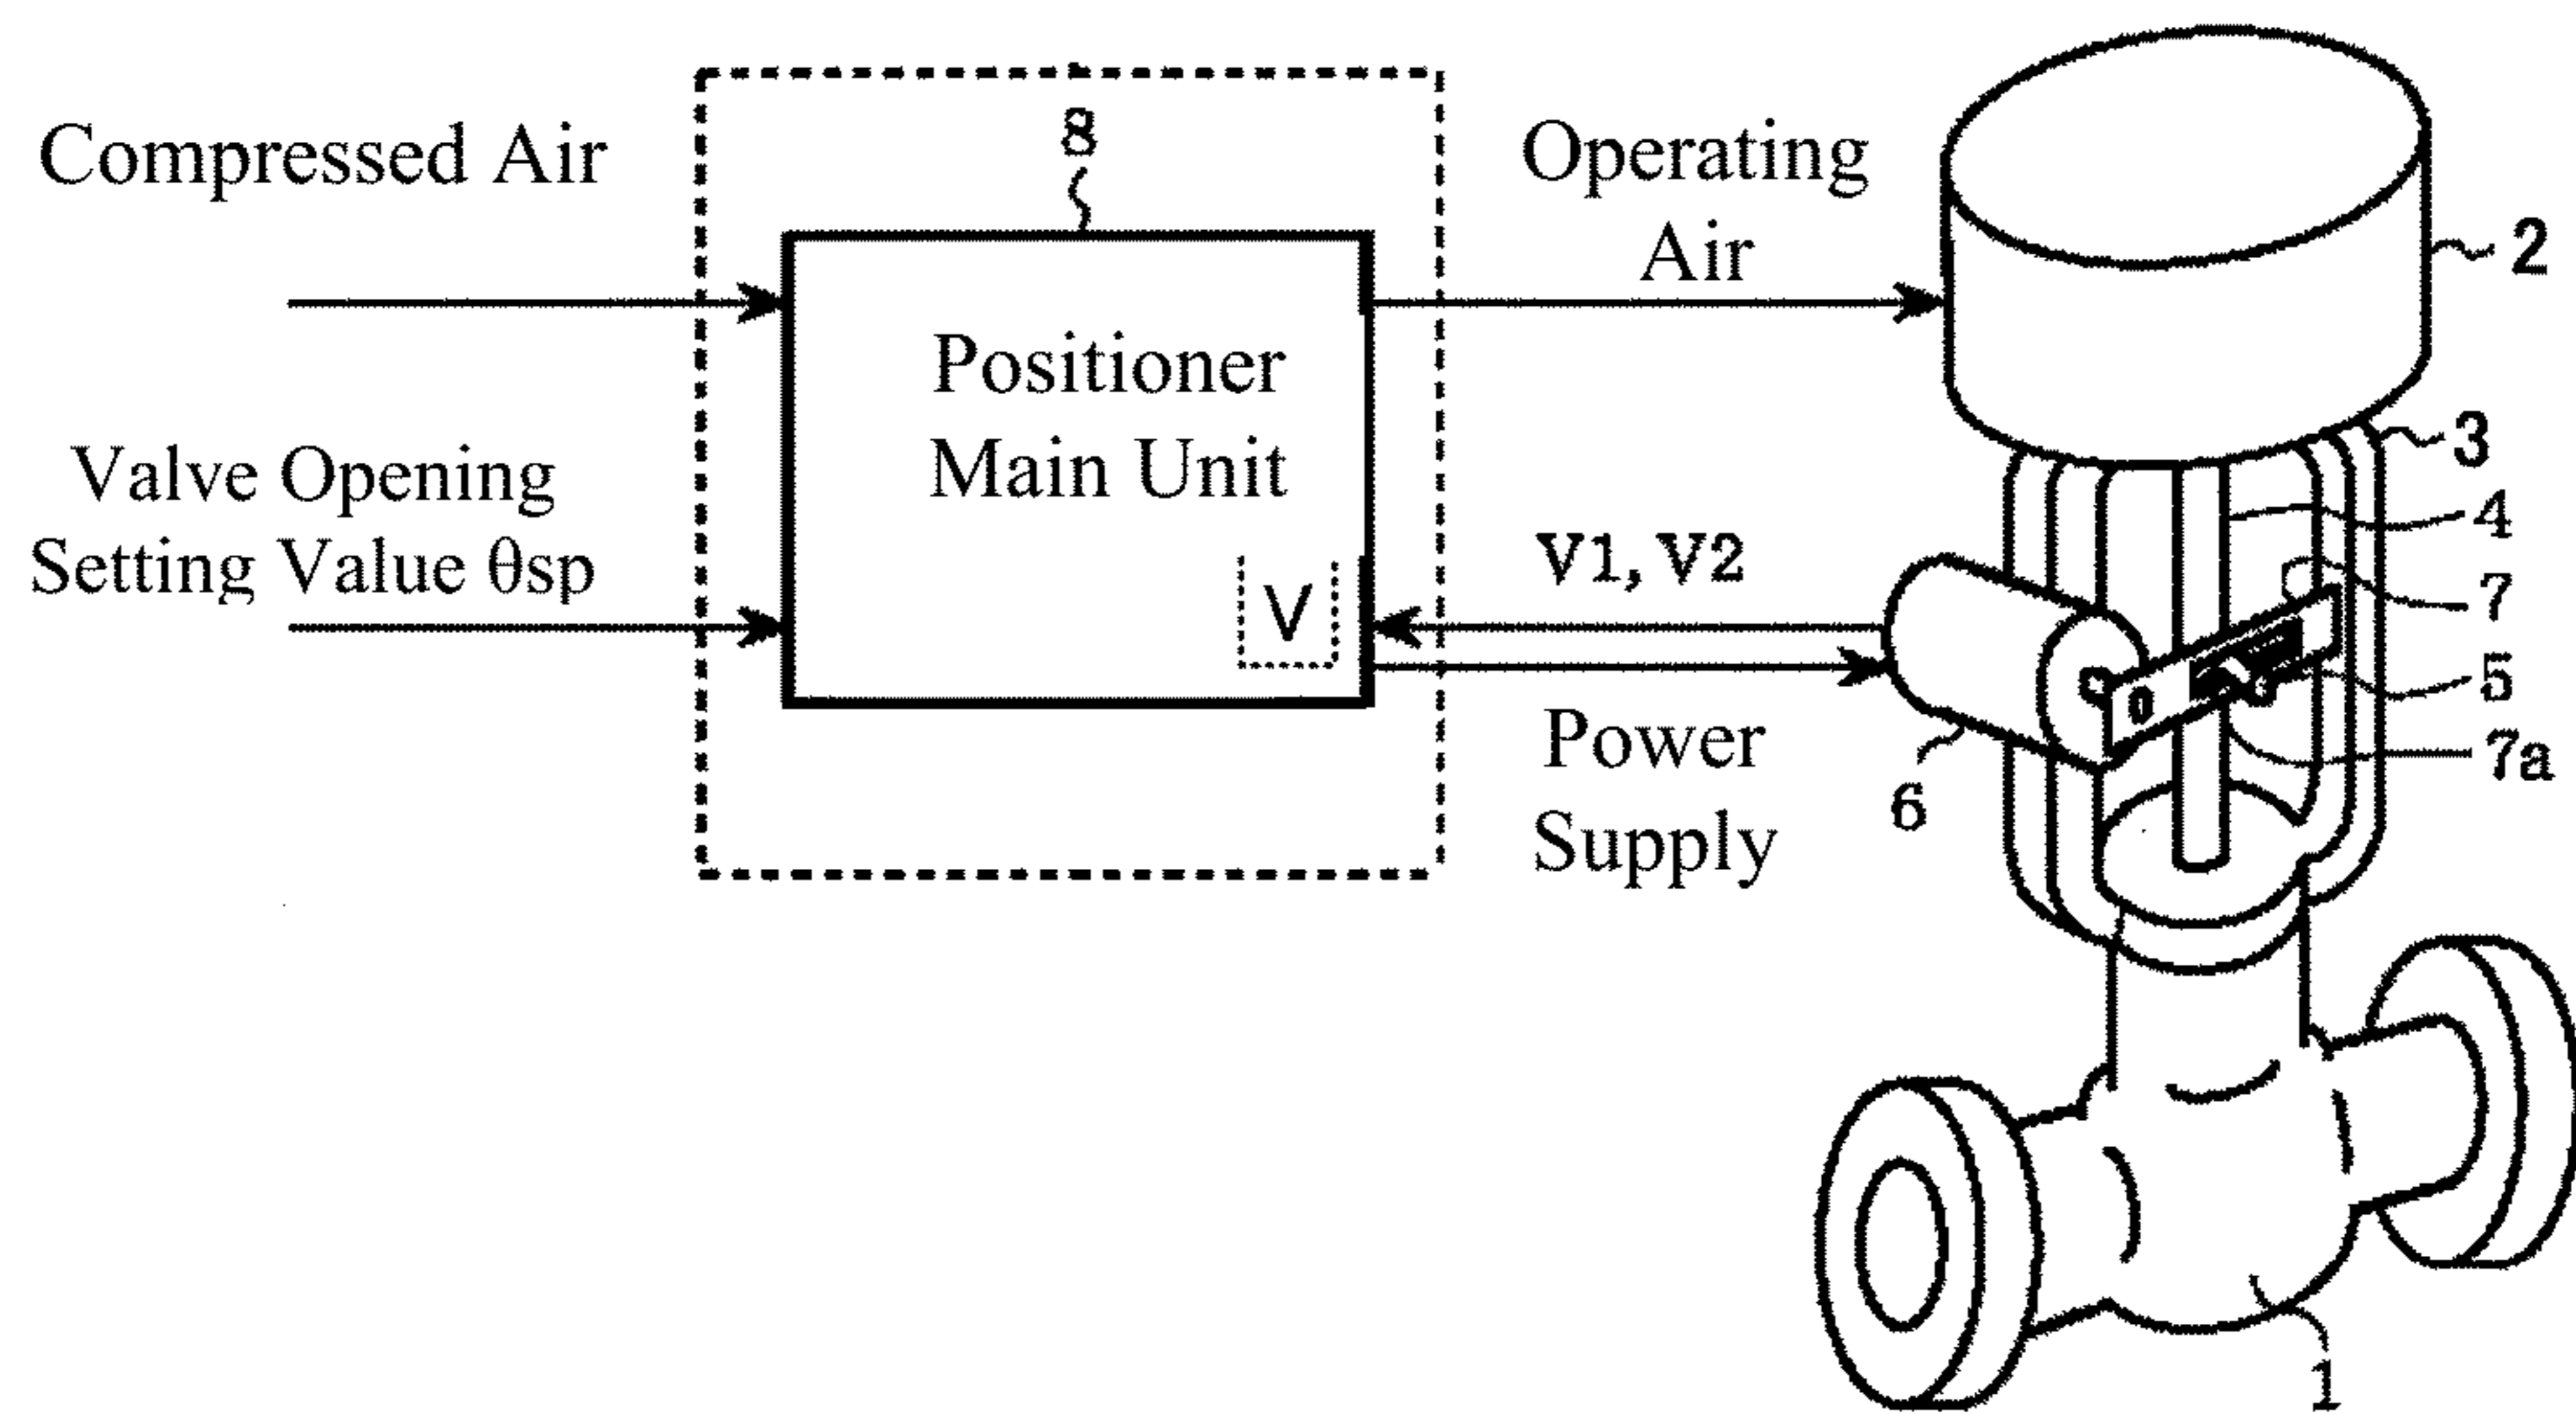 Compressed Air
8
Operating
Air
2
Positioner
Main Unit
3
Valve Opening
Setting Value θsp
4
V1, V2
7
V
5
Power
Supply
7a
6
1